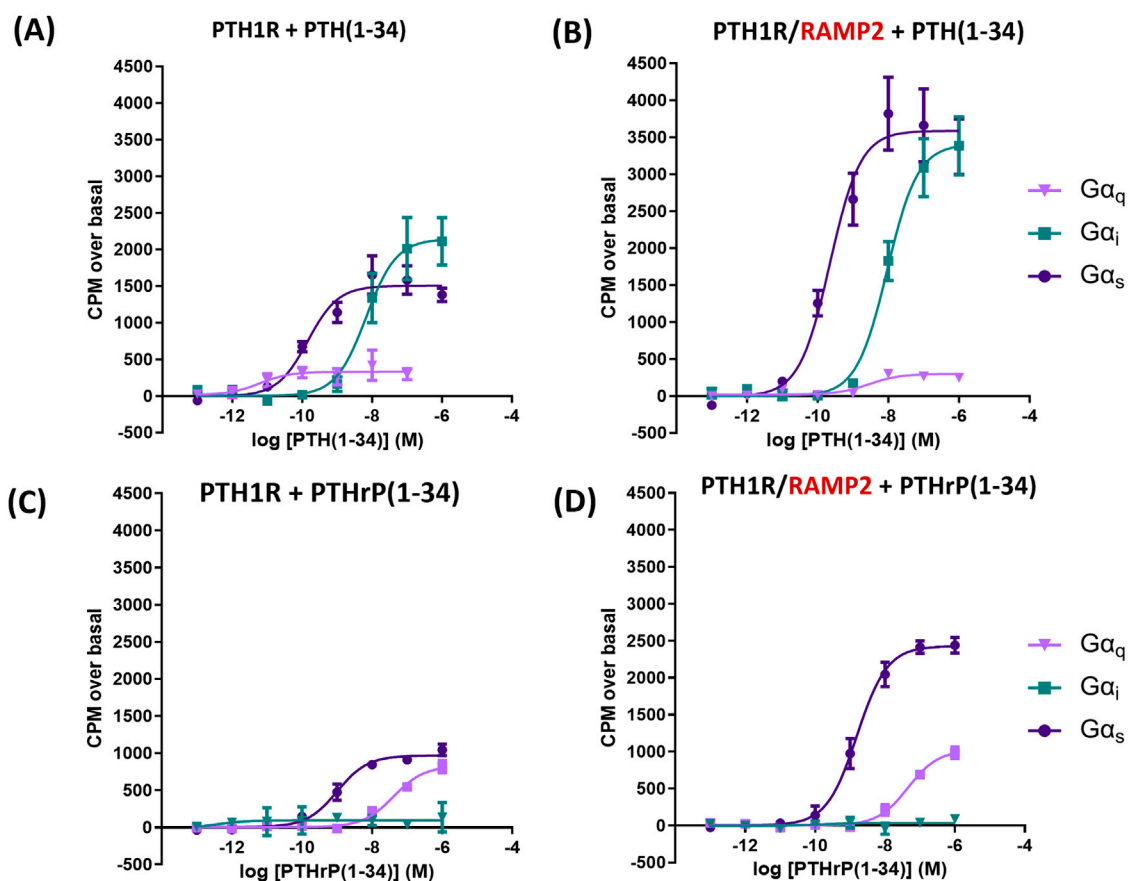 (A)
PTH1R + PTH(1-34)
4500
4000
3500
3000
2500
2000
1500
1000
500
0
-500
CPM over basal
-12
-10
-8
-6
-4
log [PTH(1-34)] (M)
(B)
PTH1R/RAMP2 + PTH(1-34)
4500
4000
3500
3000
2500
2000
1500
1000
500
0
-500
CPM over basal
-12
-10
-8
-6
-4
log [PTH(1-34)] (M)
Gαq
Gαi
Gαs
(C)
PTH1R + PTHrP(1-34)
4500
4000
3500
3000
2500
2000
1500
1000
500
0
-500
CPM over basal
-12
-10
-8
-6
-4
log [PTHrP(1-34)] (M)
(D)
PTH1R/RAMP2 + PTHrP(1-34)
4500
4000
3500
3000
2500
2000
1500
1000
500
0
-500
CPM over basal
-12
-10
-8
-6
-4
log [PTHrP(1-34)] (M)
Gαq
Gαi
Gαs